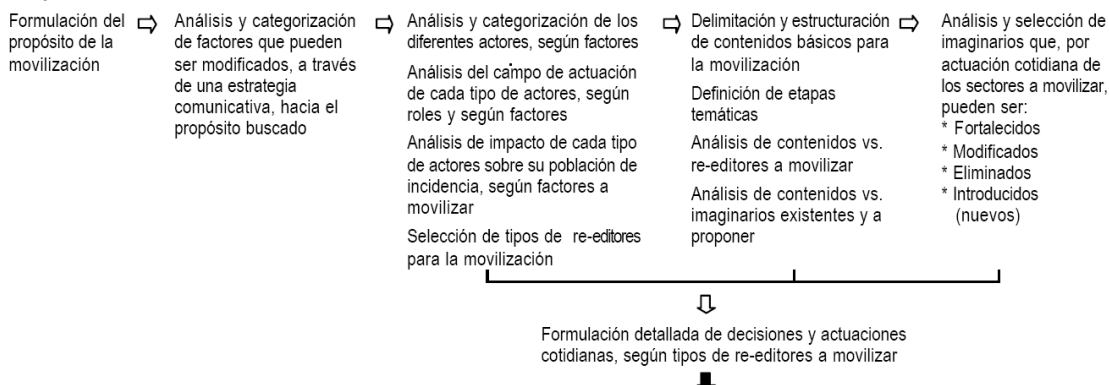 Formulación del
propósito de la
movilización
Análisis y categorización
de factores que pueden
ser modificados, a través
de una estrategia
comunicativa, hacia el
propósito buscado
Análisis y categorización de los
diferentes actores, según factores
Análisis del campo de actuación
de cada tipo de actores, según
roles y según factores
Análisis de impacto de cada tipo
de actores sobre su población de
incidencia, según factores a
movilizar
Selección de tipos de re-editores
para la movilización
Delimitación y estructuración
de contenidos básicos para
la movilización
Definición de etapas
temáticas
Análisis de contenidos vs.
re-editores a movilizar
Análisis de contenidos vs.
imaginarios existentes y a
proponer
Análisis y selección de
imaginarios que, por
actuación cotidiana de
los sectores a movilizar,
pueden ser:
* Fortalecidos
* Modificados
* Eliminados
* Introducidos
(nuevos)
Formulación detallada de decisiones y actuaciones
cotidianas, según tipos de re-editores a movilizar